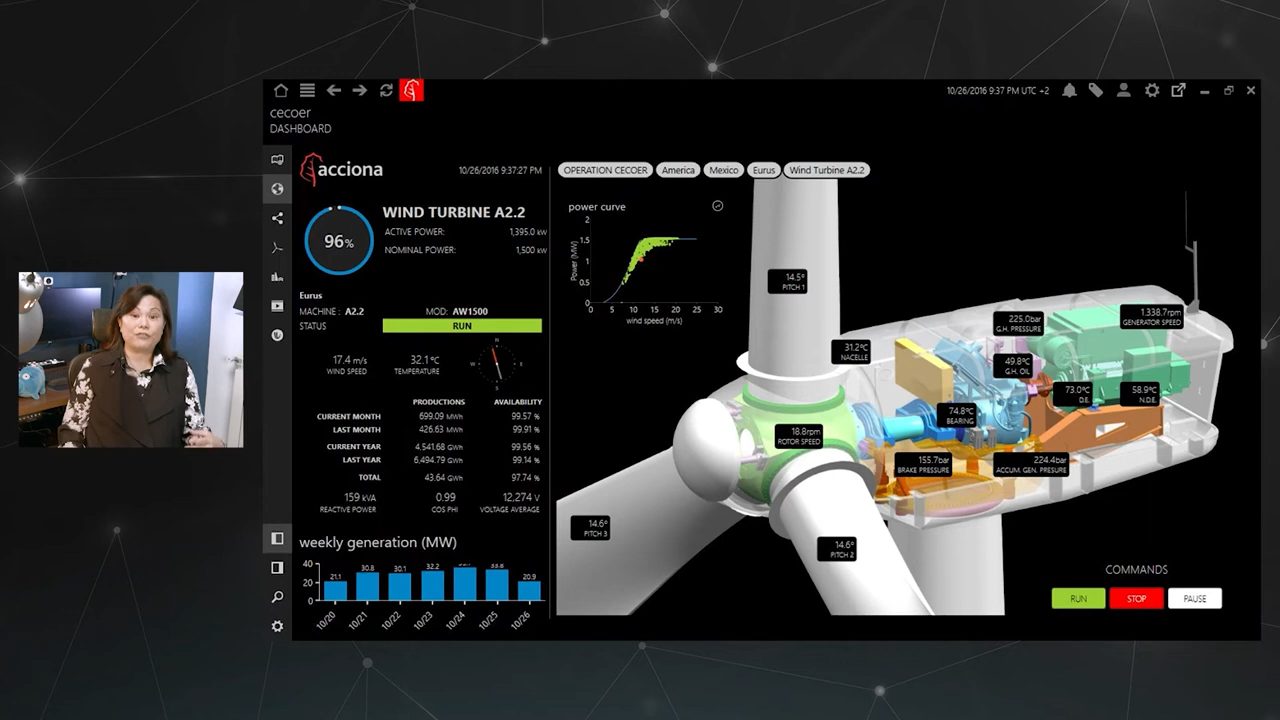 10/26/2016 9:37 PM UTC +2
cecoer
DASHBOARD
acciona
10/26/2016 9:37:27 PM
96%
WIND TURBINE A2.2
ACTIVE POWER: 1,395.0 kW
NOMINAL POWER: 1,500 kW
Eurus
MACHINE : A2.2 MOD: AW1500
STATUS RUN
17.4 m/s
WIND SPEED
32.1 ºC
TEMPERATURE
N
W E
S
PRODUCTIONS AVAILABILITY
CURRENT MONTH 699.09 MWh 99.57 %
LAST MONTH 426.63 MWh 99.91 %
CURRENT YEAR 4,541.68 GWh 99.56 %
LAST YEAR 6,494.79 GWh 99.14 %
TOTAL 43.64 GWh 97.74 %
159 kVA 0.99 12,274 V
REACTIVE POWER COS PHI VOLTAGE AVERAGE
weekly generation (MW)
40
20
0
21.1 30.8 30.1 32.2 33.8 20.9
10/20 10/21 10/22 10/23 10/24 10/25 10/26
OPERATION CECOER America Mexico Eurus Wind Turbine A2.2
power curve
Power (MW)
2
1.5
1
0.5
0
0 5 10 15 20 25 30
wind speed (m/s)
14.5º
PITCH 1
31.2ºC
NACELLE
225.0bar
G.H. PRESSURE
1.338.7rpm
GENERATOR SPEED
49.8ºC
G.H. OIL
73.0ºC
D.E.
58.9ºC
N.D.E.
74.8ºC
BEARING
18.8rpm
ROTOR SPEED
155.7bar
BRAKE PRESSURE
224.4bar
ACCUM. GEN. PRESURE
14.6º
PITCH 3
14.6º
PITCH 2
COMMANDS
RUN STOP PAUSE